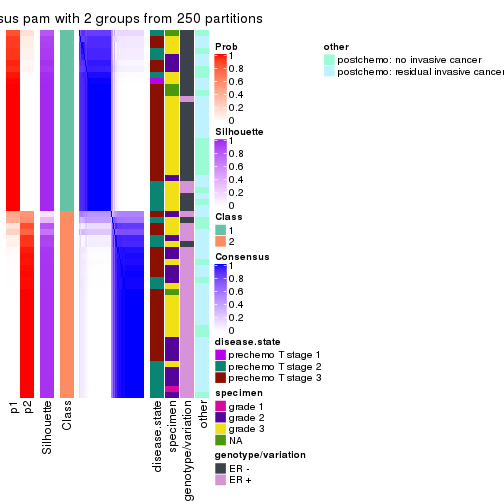 sus pam with 2 groups from 250 partitions
Prob
1
0.8
0.6
0.4
0.2
0
Silhouette
1
0.8
0.6
0.4
0.2
0
Class
1
2
Consensus
1
0.8
0.6
0.4
0.2
0
disease.state
prechemo T stage 1
prechemo T stage 2
prechemo T stage 3
specimen
grade 1
grade 2
grade 3
NA
genotype/variation
ER -
ER +
other
postchemo: no invasive cancer
postchemo: residual invasive cancer
p1
p2
Silhouette
Class
disease.state
specimen
genotype/variation
other